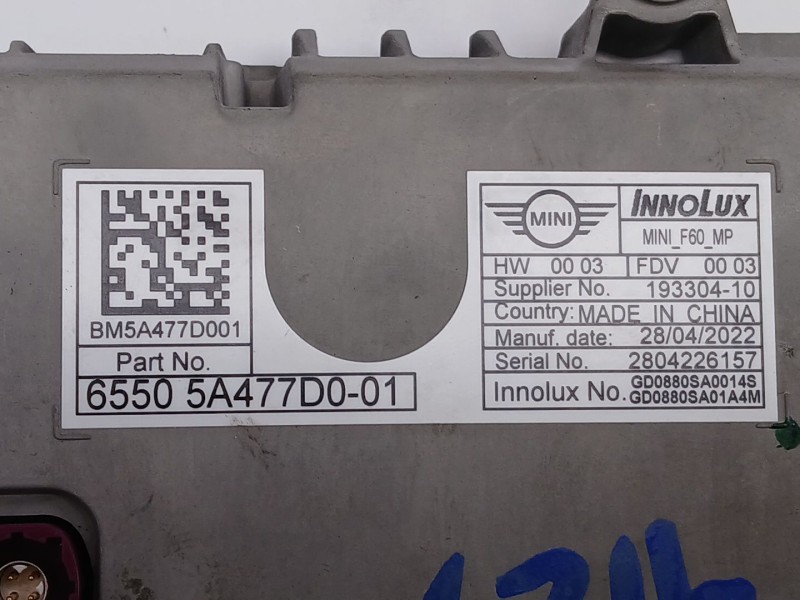 BM5A477D001
Part No.
6550 5A477D0-01
MINI
INNOLUX
MINI_F60_MP
HW 00 03 FDV 00 03
Supplier No. 193304-10
Country: MADE IN CHINA
Manuf. date: 28/04/2022
Serial No. 2804226157
Innolux No. GD0880SA0014S
GD0880SA01A4M